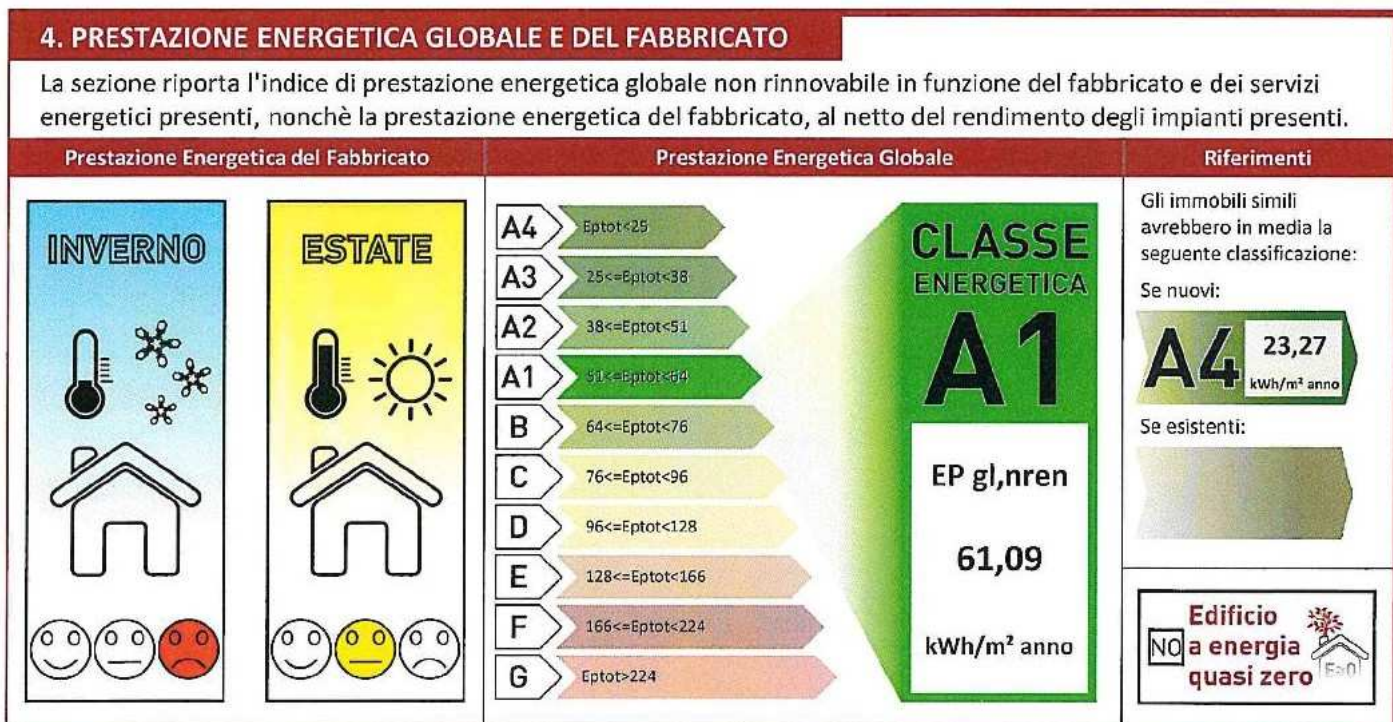 4. PRESTAZIONE ENERGETICA GLOBALE E DEL FABBRICATO
La sezione riporta l'indice di prestazione energetica globale non rinnovabile in funzione del fabbricato e dei servizi
energetici presenti, nonchè la prestazione energetica del fabbricato, al netto del rendimento degli impianti presenti.
Prestazione Energetica del Fabbricato
INVERNO
ESTATE
Prestazione Energetica Globale
A4 Eptot<25
A3 25<=Eptot<38
A2 38<=Eptot<51
A1 51<=Eptot<64
B 64<=Eptot<76
C 76<=Eptot<96
D 96<=Eptot<128
E 128<=Eptot<166
F 166<=Eptot<224
G Eptot>224
CLASSE
ENERGETICA
A1
EP gl,nren
61,09
kWh/m² anno
Riferimenti
Gli immobili simili
avrebbero in media la
seguente classificazione:
Se nuovi:
A4 23,27
kWh/m² anno
Se esistenti:
Edificio
NO a energia
quasi zero